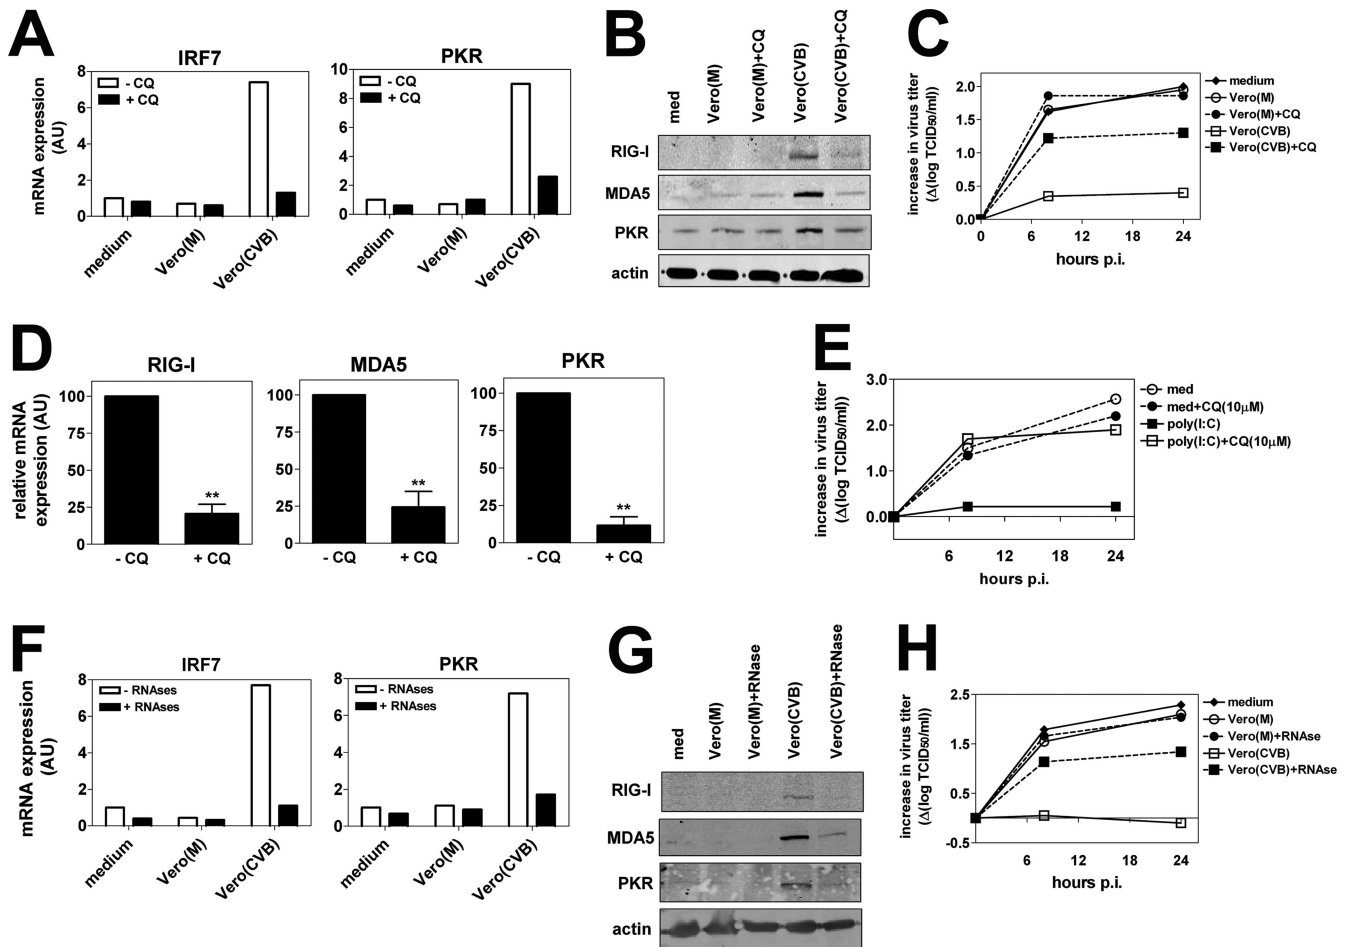 A
IRF7
mRNA expression
(AU)
8
6
4
2
0
- CQ
+ CQ
medium
Vero(M)
Vero(CVB)
PKR
10
8
6
4
2
0
- CQ
+ CQ
medium
Vero(M)
Vero(CVB)
B
med
Vero(M)
Vero(M)+CQ
Vero(CVB)
Vero(CVB)+CQ
RIG-I
MDA5
PKR
actin
C
increase in virus titer
(Δ(log TCID50/ml))
2.0
1.5
1.0
0.5
0.0
0 6 12 18 24
hours p.i.
medium
Vero(M)
Vero(M)+CQ
Vero(CVB)
Vero(CVB)+CQ
D
relative mRNA
expression (AU)
RIG-I
100
75
50
25
0
**
- CQ + CQ
MDA5
100
75
50
25
0
**
- CQ + CQ
PKR
100
75
50
25
0
**
- CQ + CQ
E
increase in virus titer
(Δ(log TCID50/ml))
3.0
2.0
1.0
0.0
6 12 18 24
hours p.i.
med
med+CQ(10µM)
poly(I:C)
poly(I:C)+CQ(10µM)
F
IRF7
mRNA expression
(AU)
8
6
4
2
0
- RNAses
+ RNAses
medium
Vero(M)
Vero(CVB)
PKR
8
6
4
2
0
- RNAses
+ RNAses
medium
Vero(M)
Vero(CVB)
G
med
Vero(M)
Vero(M)+RNase
Vero(CVB)
Vero(CVB)+RNase
RIG-I
MDA5
PKR
actin
H
increase in virus titer
(Δ(log TCID50/ml))
2.5
1.5
0.5
-0.5
6 12 18 24
hours p.i.
medium
Vero(M)
Vero(M)+RNAse
Vero(CVB)
Vero(CVB)+RNAse